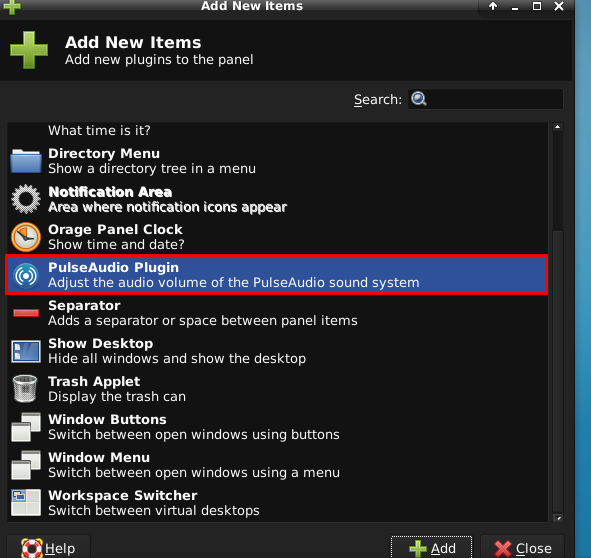 Add New Items
Add New Items
Add new plugins to the panel
Search:
What time is it?
Directory Menu
Show a directory tree in a menu
Notification Area
Area where notification icons appear
Orage Panel Clock
Show time and date?
PulseAudio Plugin
Adjust the audio volume of the PulseAudio sound system
Separator
Adds a separator or space between panel items
Show Desktop
Hide all windows and show the desktop
Trash Applet
Display the trash can
Window Buttons
Switch between open windows using buttons
Window Menu
Switch between open windows using a menu
Workspace Switcher
Switch between virtual desktops
Help
Add
Close